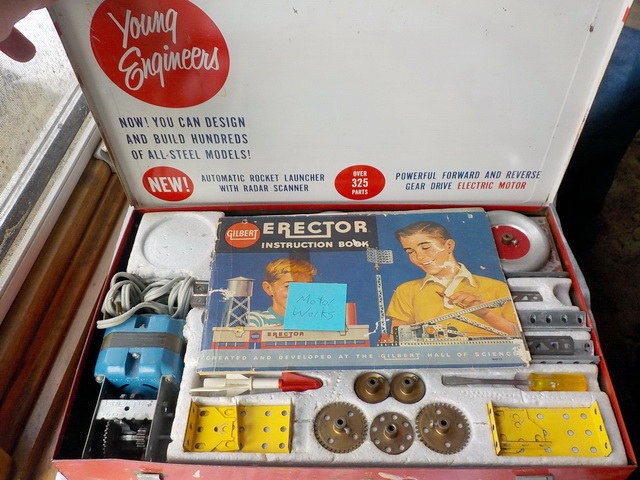 Young
Engineers
NOW! YOU CAN DESIGN
AND BUILD HUNDREDS
OF ALL-STEEL MODELS!
NEW!
AUTOMATIC ROCKET LAUNCHER
WITH RADAR SCANNER
OVER
325
PARTS
POWERFUL FORWARD AND REVERSE
GEAR DRIVE ELECTRIC MOTOR
GILBERT
ERECTOR
INSTRUCTION BOOK
Motor
Works
ERECTOR
CREATED AND DEVELOPED AT THE GILBERT HALL OF SCIENCE